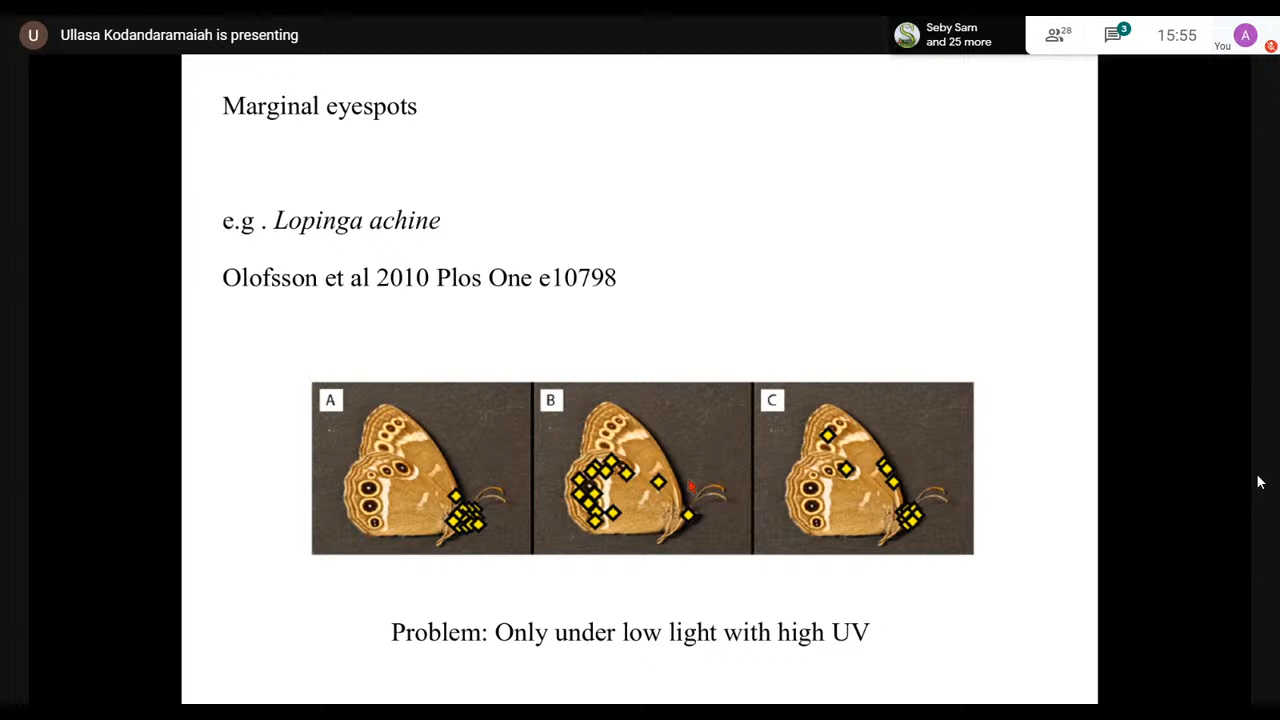 U Ullasa Kodandaramaiah is presenting
Seby Sam
and 25 more
28
3
15:55
You
A
Marginal eyespots
e.g . Lopinga achine
Olofsson et al 2010 Plos One e10798
A B C
Problem: Only under low light with high UV